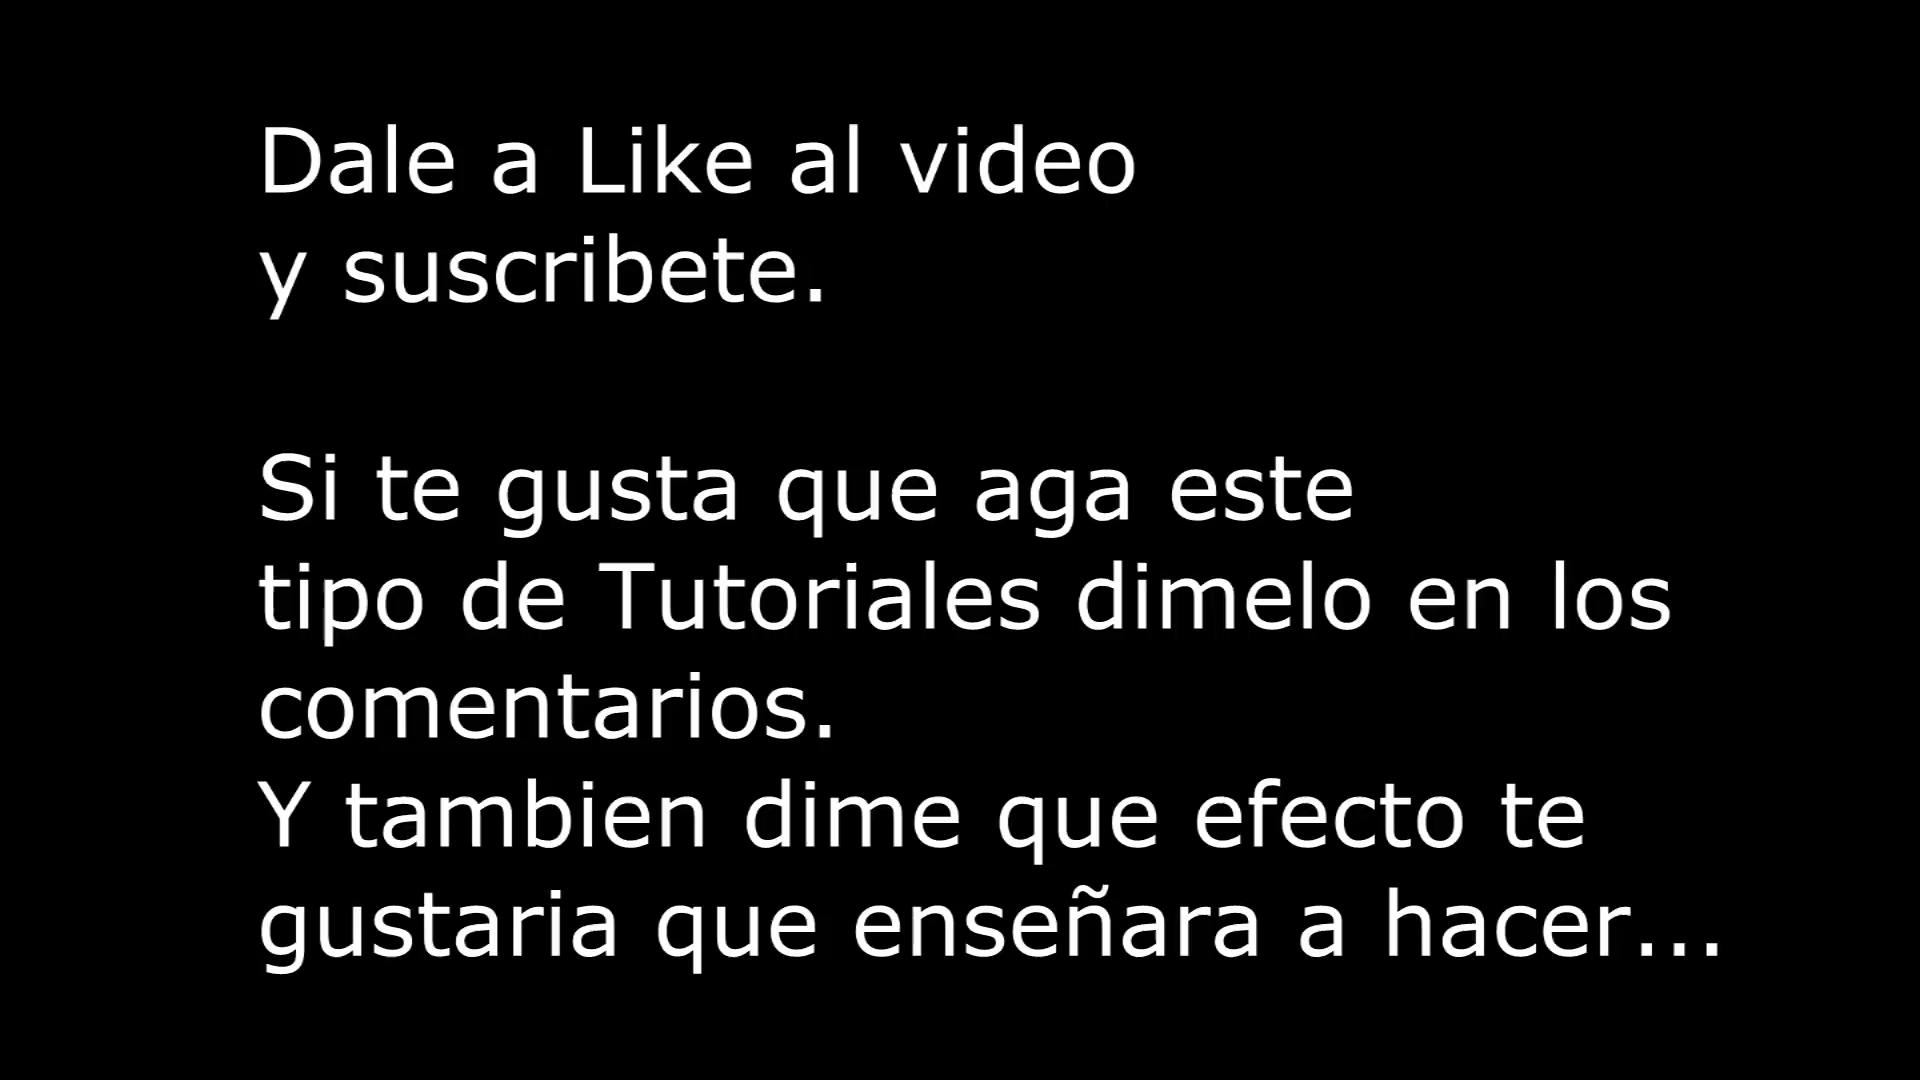 Dale a Like al video
y suscribete.
Si te gusta que aga este
tipo de Tutoriales dimelo en los
comentarios.
Y tambien dime que efecto te
gustaria que enseñara a hacer...